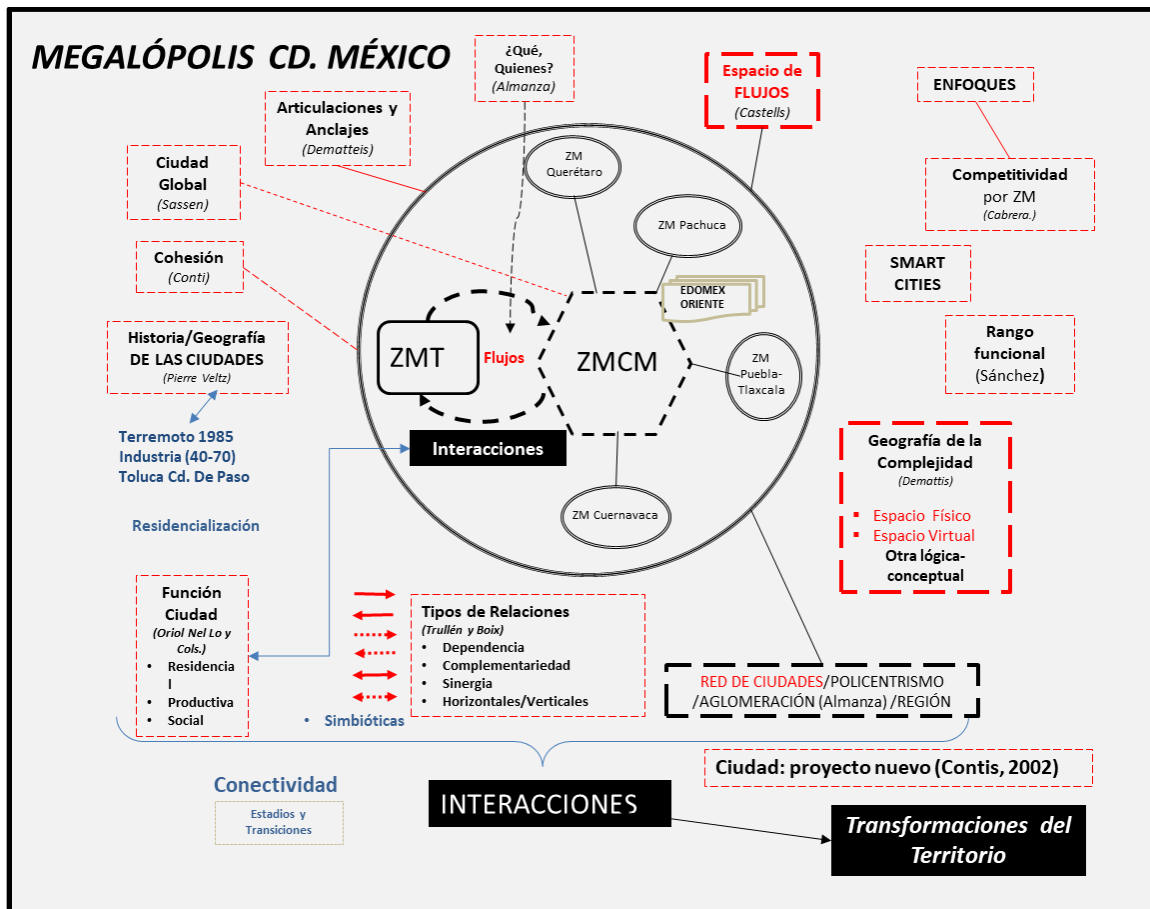 MEGALÓPOLIS CD. MÉXICO
¿Qué,
Quienes?
(Almanza)
Espacio de
FLUJOS
(Castells)
ENFOQUES
Articulaciones y
Anclajes
(Dematteis)
Ciudad
Global
(Sassen)
ZM
Querétaro
Competitividad
por ZM
(Cabrera.)
ZM Pachuca
Cohesión
(Conti)
SMART
CITIES
EDOMEX
ORIENTE
Historia/Geografía
DE LAS CIUDADES
(Pierre Veltz)
ZMT
Flujos
ZMCM
ZM
Puebla-
Tlaxcala
Rango
funcional
(Sánchez)
Terremoto 1985
Industria (40-70)
Toluca Cd. De Paso
Interacciones
Geografía de la
Complejidad
(Demattis)
▪ Espacio Físico
▪ Espacio Virtual
Otra lógica-
conceptual
Residencialización
ZM Cuernavaca
Función
Ciudad
(Oriol Nel Lo y
Cols.)
• Residencia
l
• Productiva
• Social
Tipos de Relaciones
(Trullén y Boix)
• Dependencia
• Complementariedad
• Sinergia
• Horizontales/Verticales
• Simbióticas
RED DE CIUDADES/POLICENTRISMO
/AGLOMERACIÓN (Almanza) /REGIÓN
Ciudad: proyecto nuevo (Contis, 2002)
Conectividad
Estadios y
Transiciones
INTERACCIONES
Transformaciones del
Territorio